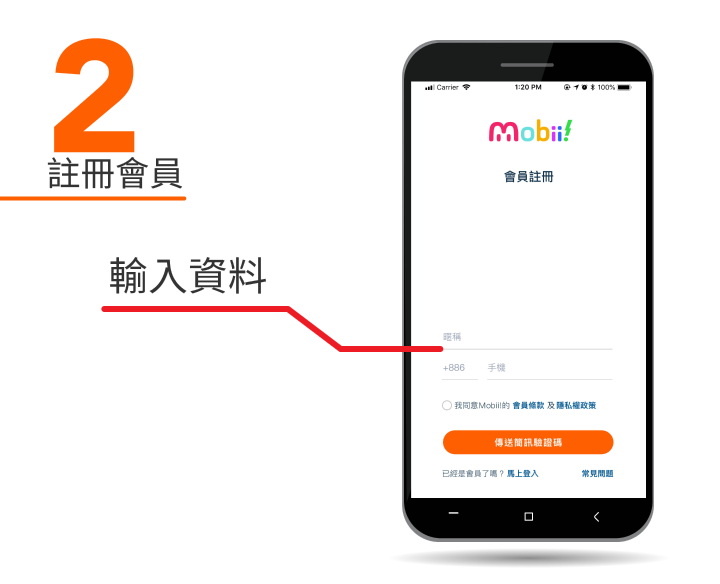 2
註冊會員
輸入資料
Carrier
1:20 PM
100%
Mobii!
會員註冊
暱稱
+886 手機
我同意Mobii!的 會員條款 及 隱私權政策
傳送簡訊驗證碼
已經是會員了嗎？馬上登入 常見問題